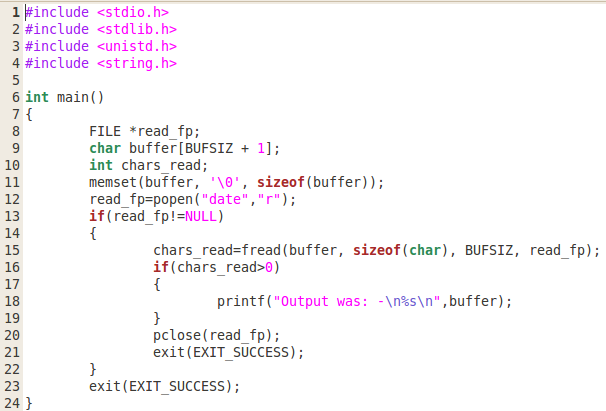 1 #include <stdio.h>
2 #include <stdlib.h>
3 #include <unistd.h>
4 #include <string.h>
5
6 int main()
7 {
8         FILE *read_fp;
9         char buffer[BUFSIZ + 1];
10         int chars_read;
11         memset(buffer, '\0', sizeof(buffer));
12         read_fp=popen("date","r");
13         if(read_fp!=NULL)
14         {
15                 chars_read=fread(buffer, sizeof(char), BUFSIZ, read_fp);
16                 if(chars_read>0)
17                 {
18                         printf("Output was: -\n%s\n",buffer);
19                 }
20                 pclose(read_fp);
21                 exit(EXIT_SUCCESS);
22         }
23         exit(EXIT_SUCCESS);
24 }